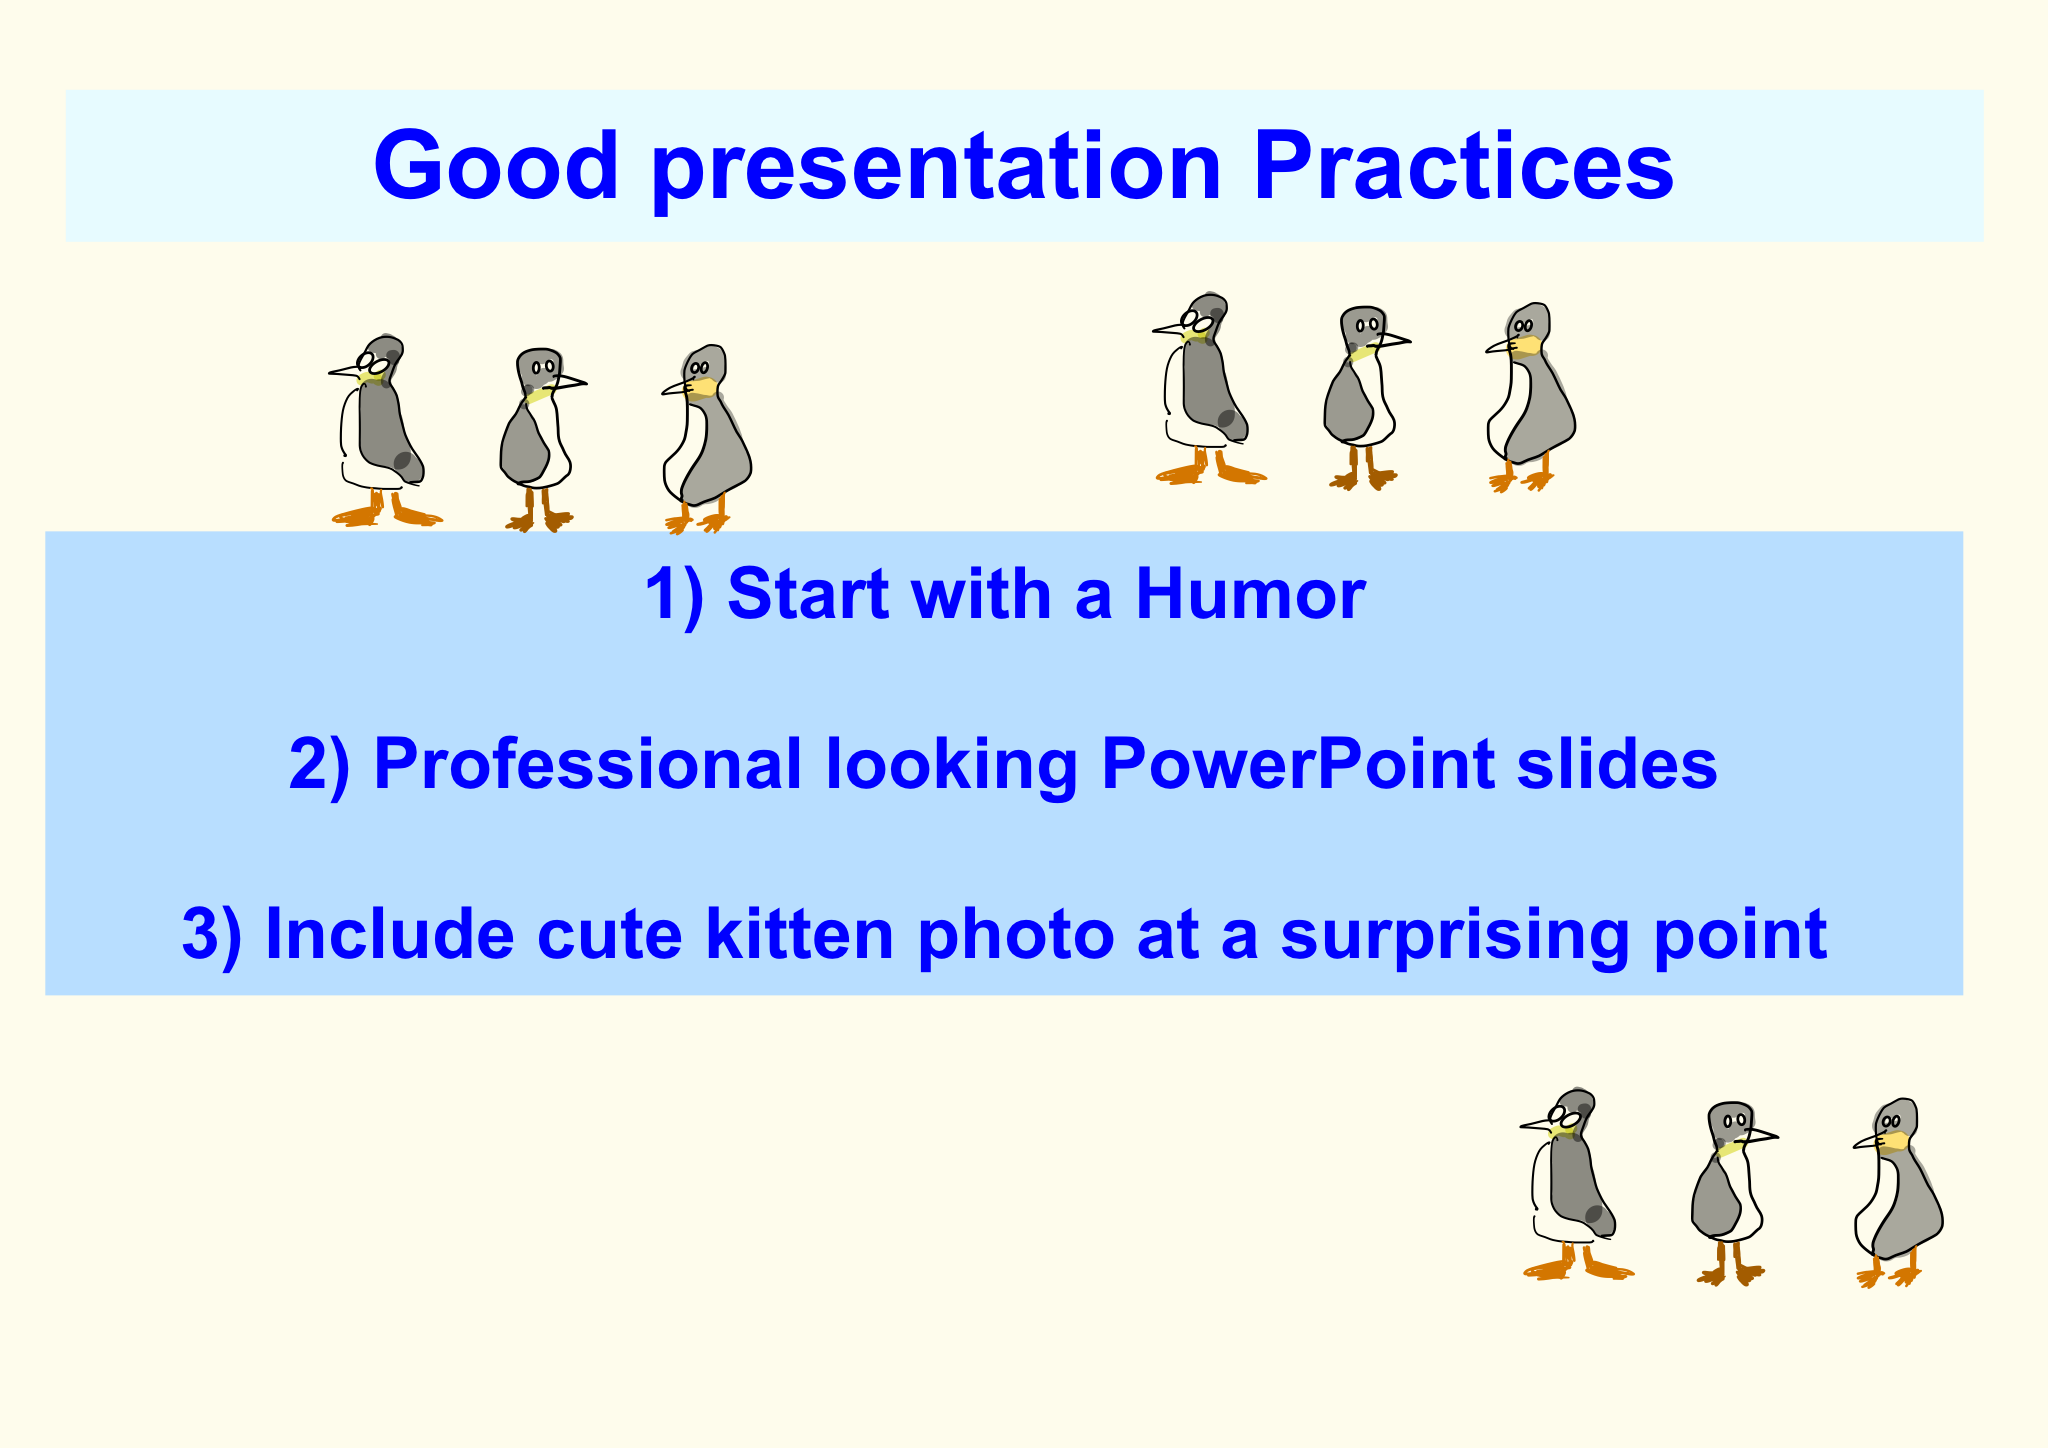 Good presentation Practices
1) Start with a Humor
2) Professional looking PowerPoint slides
3) Include cute kitten photo at a surprising point